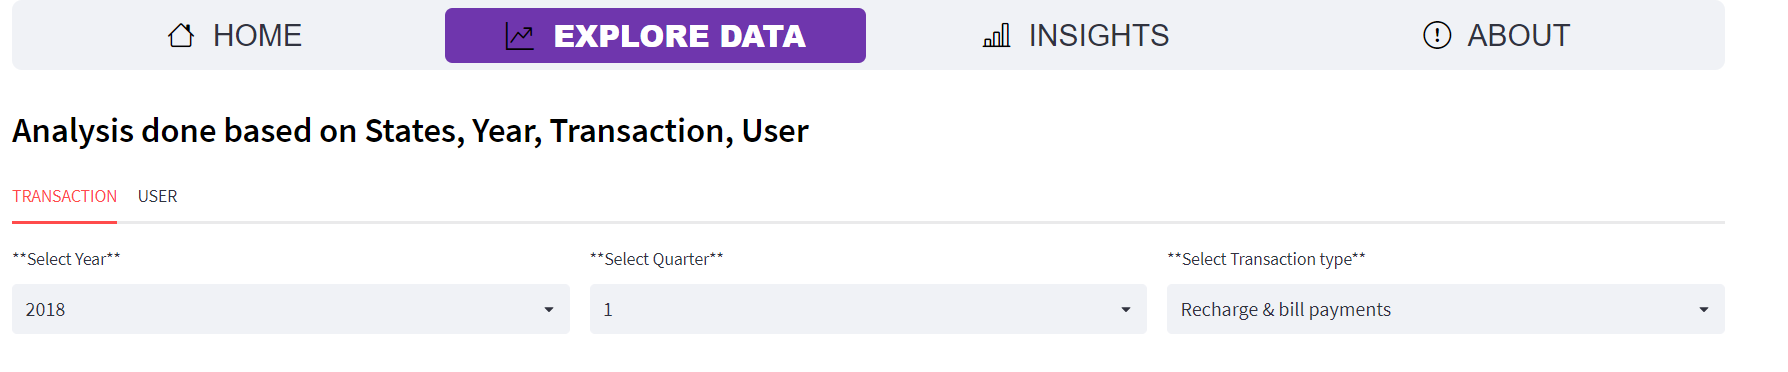 HOME EXPLORE DATA INSIGHTS ABOUT
Analysis done based on States, Year, Transaction, User
TRANSACTION USER
**Select Year** **Select Quarter** **Select Transaction type**
2018 1 Recharge & bill payments